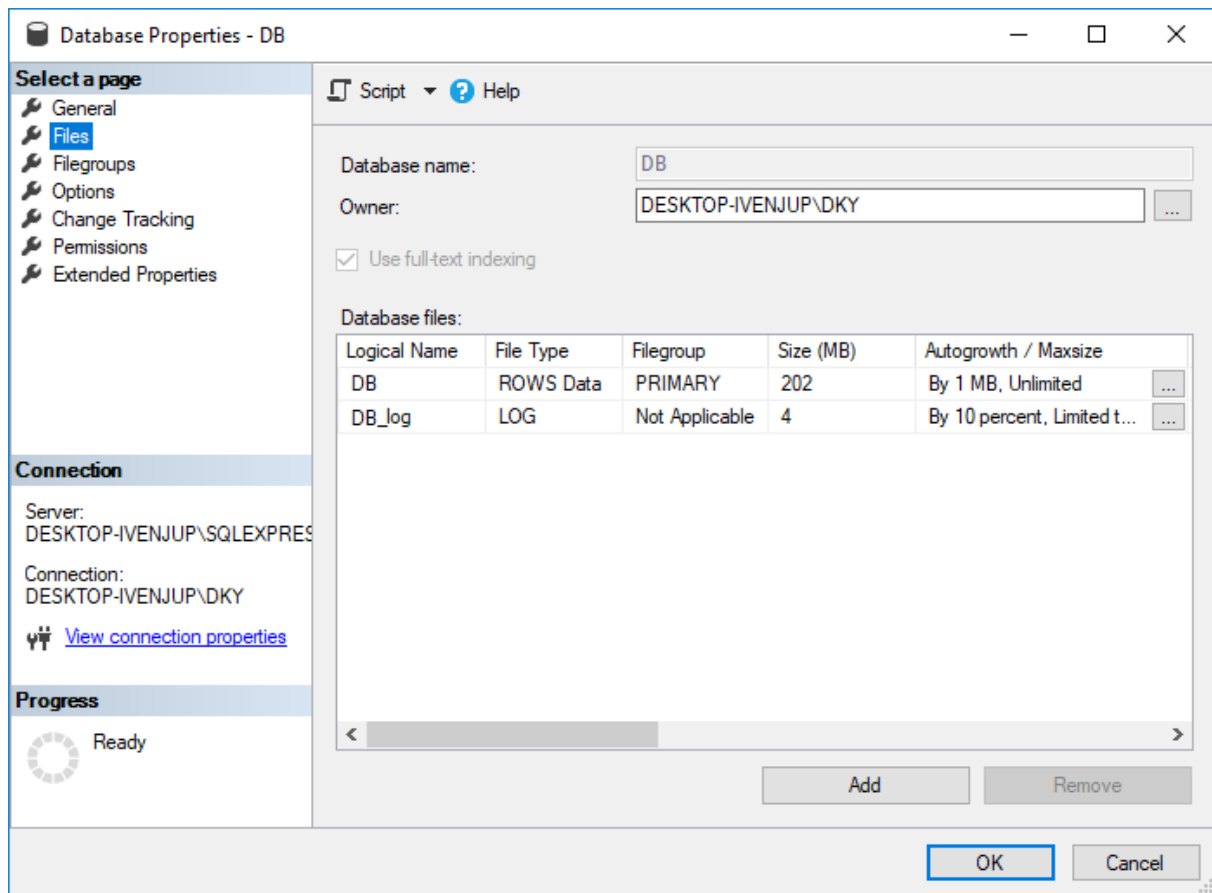 Database Properties - DB
Select a page
General
Files
Filegroups
Options
Change Tracking
Permissions
Extended Properties
Connection
Server:
DESKTOP-IVENJUP\SQLEXPRES
Connection:
DESKTOP-IVENJUP\DKY
View connection properties
Progress
Ready
Script Help
Database name: DB
Owner: DESKTOP-IVENJUP\DKY ...
Use full-text indexing
Database files:
Logical Name File Type Filegroup Size (MB) Autogrowth / Maxsize
DB ROWS Data PRIMARY 202 By 1 MB, Unlimited ...
DB_log LOG Not Applicable 4 By 10 percent, Limited t... ...
Add Remove
OK Cancel